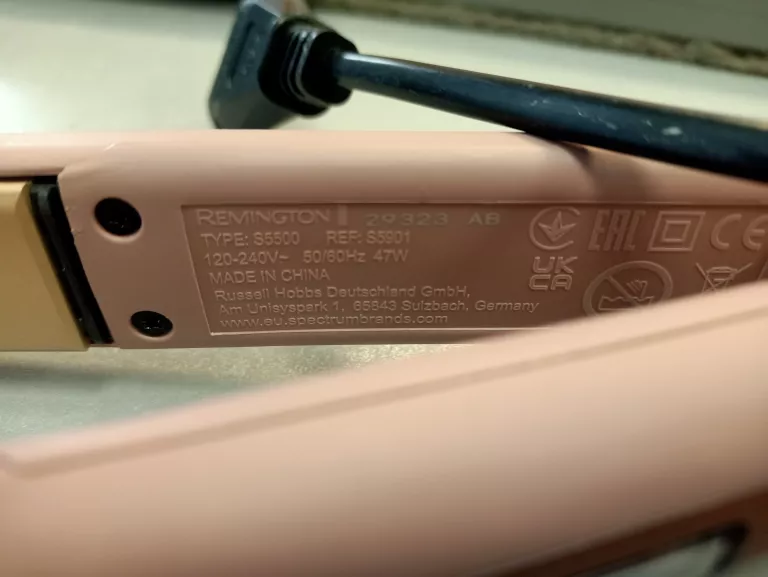 REMINGTON 29323 AB
TYPE: S5500 REF: S5901
120-240V~ 50/60Hz 47W
MADE IN CHINA
Russell Hobbs Deutschland GmbH,
Am Unisyspark 1, 65843 Sulzbach, Germany
www.eu.spectrumbrands.com
EAC
CE
UK
CA